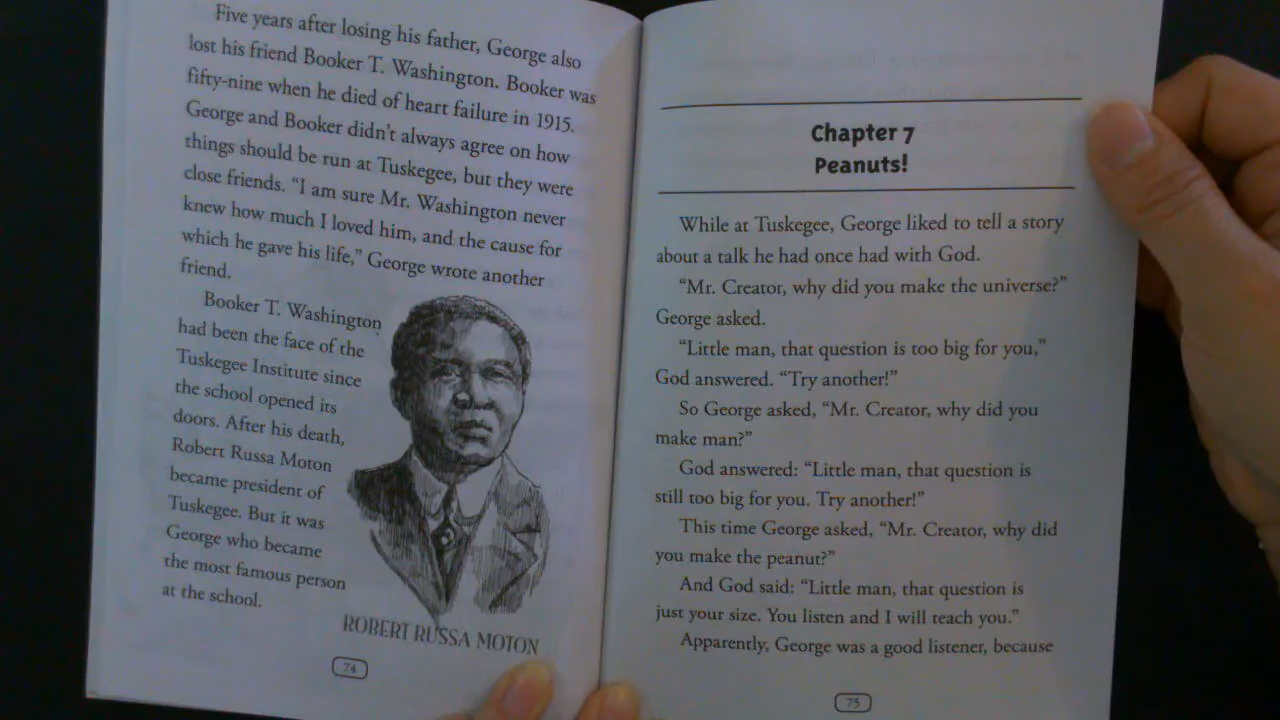 Five years after losing his father, George also
lost his friend Booker T. Washington. Booker was
fifty-nine when he died of heart failure in 1915.
George and Booker didn't always agree on how
things should be run at Tuskegee, but they were
close friends. “I am sure Mr. Washington never
knew how much I loved him, and the cause for
which he gave his life,” George wrote another
friend.
Booker T. Washington
had been the face of the
Tuskegee Institute since
the school opened its
doors. After his death,
Robert Russa Moton
became president of
Tuskegee. But it was
George who became
the most famous person
at the school.
ROBERT RUSSA MOTON
74
Chapter 7
Peanuts!
While at Tuskegee, George liked to tell a story
about a talk he had once had with God.
“Mr. Creator, why did you make the universe?”
George asked.
“Little man, that question is too big for you,”
God answered. “Try another!”
So George asked, “Mr. Creator, why did you
make man?”
God answered: “Little man, that question is
still too big for you. Try another!”
This time George asked, “Mr. Creator, why did
you make the peanut?”
And God said: “Little man, that question is
just your size. You listen and I will teach you.”
Apparently, George was a good listener, because
75